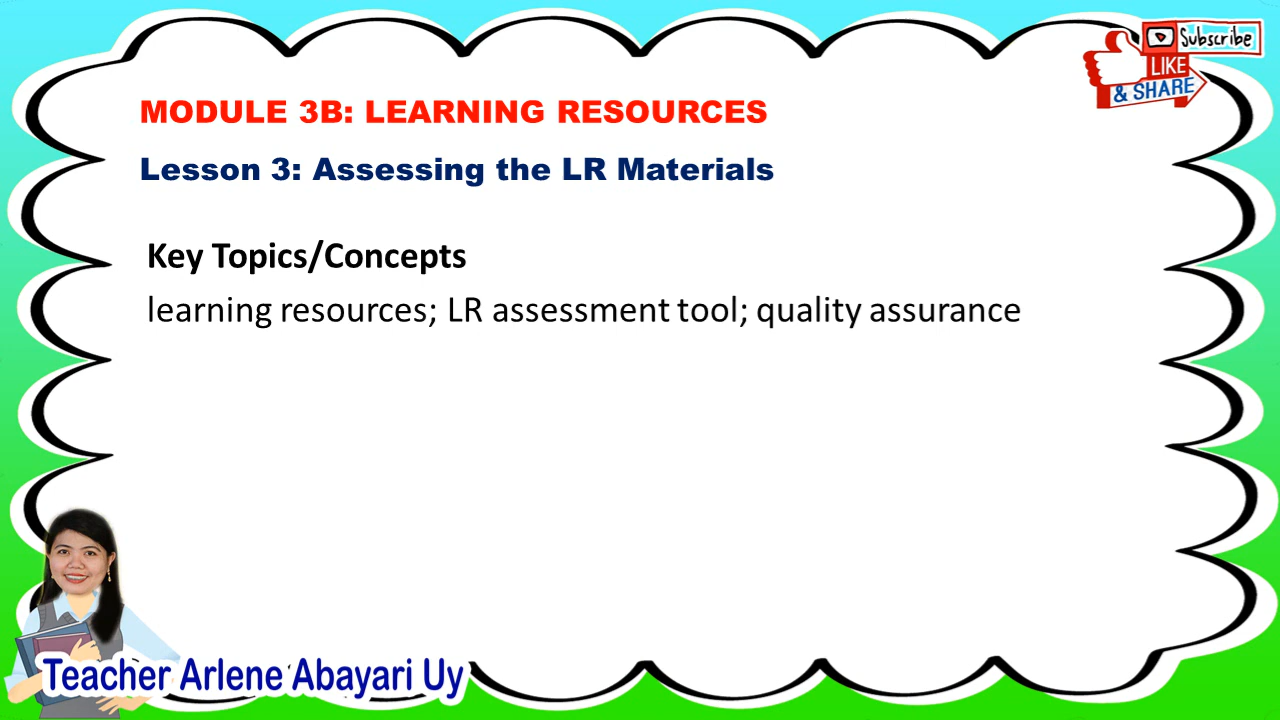 Subscribe
LIKE
& SHARE
MODULE 3B: LEARNING RESOURCES
Lesson 3: Assessing the LR Materials
Key Topics/Concepts
learning resources; LR assessment tool; quality assurance
Teacher Arlene Abayari Uy